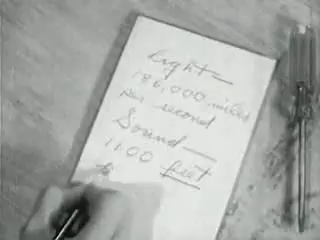 Light —
186,000 miles
per second
Sound —
1100 feet